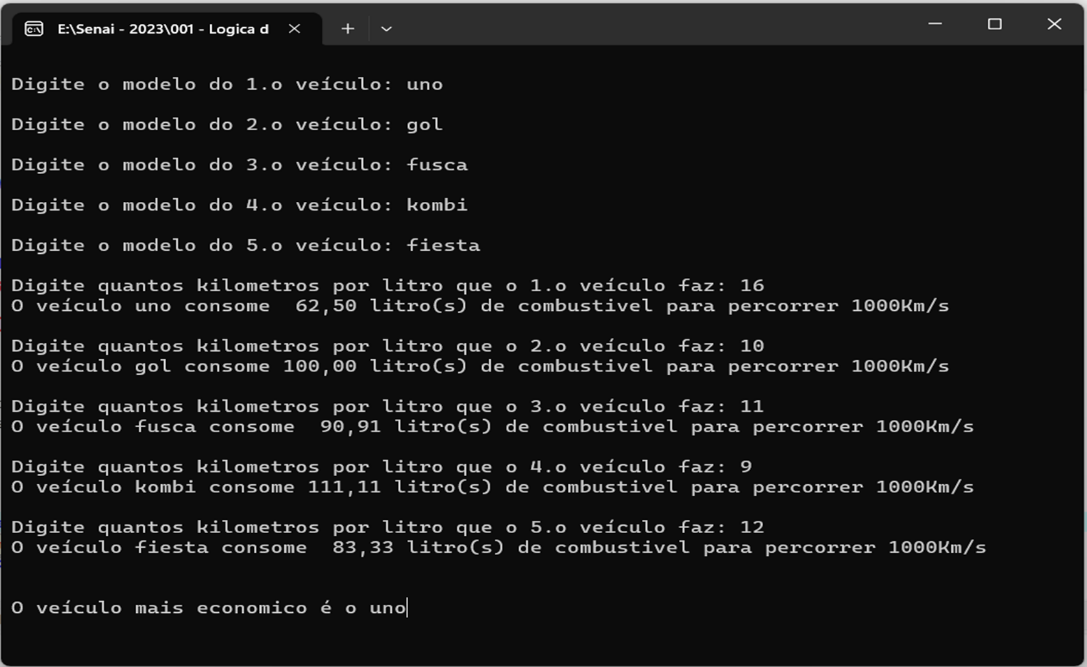 E:\Senai - 2023\001 - Logica d
Digite o modelo do 1.o veículo: uno
Digite o modelo do 2.o veículo: gol
Digite o modelo do 3.o veículo: fusca
Digite o modelo do 4.o veículo: kombi
Digite o modelo do 5.o veículo: fiesta
Digite quantos kilometros por litro que o 1.o veículo faz: 16
O veículo uno consome  62,50 litro(s) de combustivel para percorrer 1000Km/s
Digite quantos kilometros por litro que o 2.o veículo faz: 10
O veículo gol consome 100,00 litro(s) de combustivel para percorrer 1000Km/s
Digite quantos kilometros por litro que o 3.o veículo faz: 11
O veículo fusca consome  90,91 litro(s) de combustivel para percorrer 1000Km/s
Digite quantos kilometros por litro que o 4.o veículo faz: 9
O veículo kombi consome 111,11 litro(s) de combustivel para percorrer 1000Km/s
Digite quantos kilometros por litro que o 5.o veículo faz: 12
O veículo fiesta consome  83,33 litro(s) de combustivel para percorrer 1000Km/s
O veículo mais economico é o uno